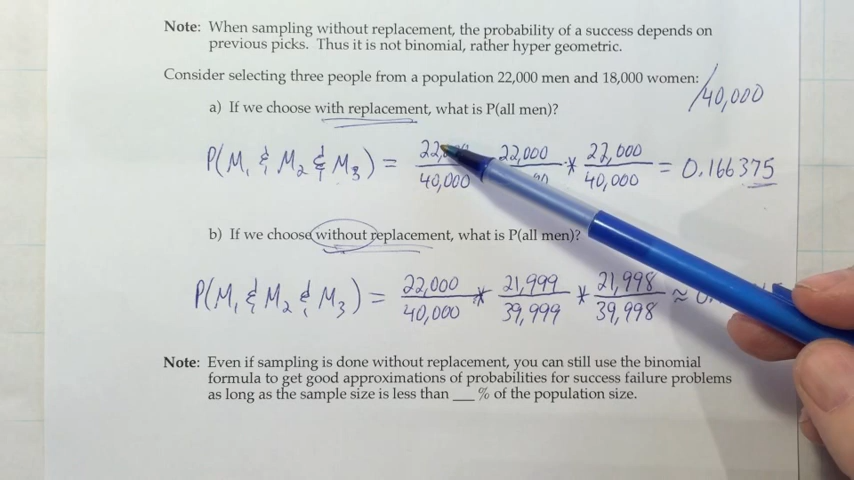 Note: When sampling without replacement, the probability of a success depends on
previous picks. Thus it is not binomial, rather hyper geometric.
Consider selecting three people from a population 22,000 men and 18,000 women:
/40,000
a) If we choose with replacement, what is P(all men)?
P(M₁ & M₂ & M₃) = 22,000/40,000 22,000 * 22,000/40,000 = 0.166375
b) If we choose without replacement, what is P(all men)?
P(M₁ & M₂ & M₃) = 22,000/40,000 * 21,999/39,999 * 21,998/39,998 ≈
Note: Even if sampling is done without replacement, you can still use the binomial
formula to get good approximations of probabilities for success failure problems
as long as the sample size is less than ___ % of the population size.